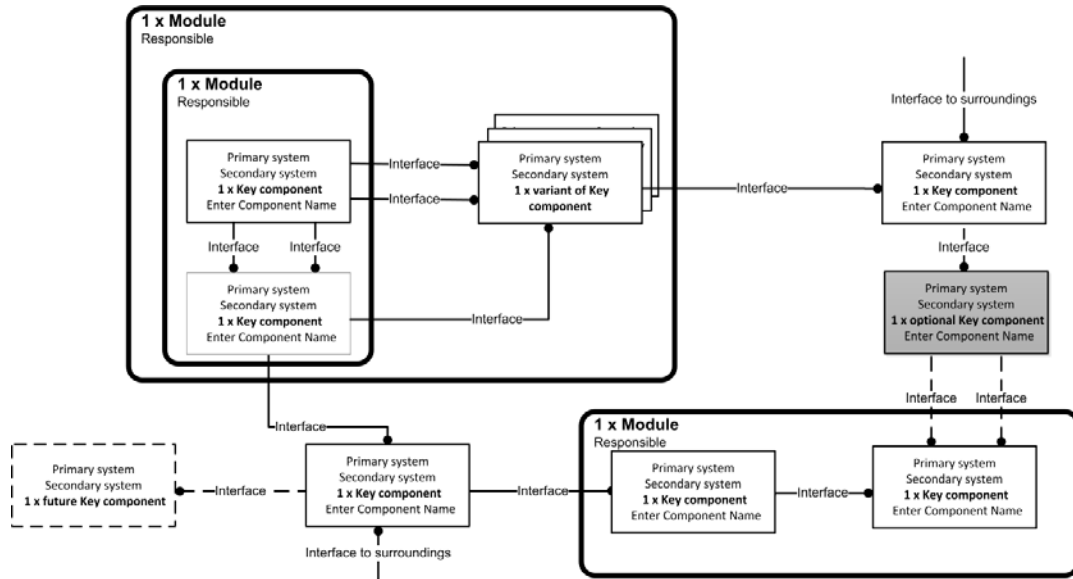 1 x Module
Responsible
1 x Module
Responsible
Primary system
Secondary system
1 x Key component
Enter Component Name
Interface
Interface
Primary system
Secondary system
1 x variant of Key
component
Interface
Interface to surroundings
Primary system
Secondary system
1 x Key component
Enter Component Name
Interface
Interface
Interface
Primary system
Secondary system
1 x Key component
Enter Component Name
Interface
Primary system
Secondary system
1 x optional Key component
Enter Component Name
Interface
Interface
Interface
1 x Module
Responsible
Primary system
Secondary system
1 x future Key component
Interface
Primary system
Secondary system
1 x Key component
Enter Component Name
Interface
Primary system
Secondary system
1 x Key component
Enter Component Name
Interface
Primary system
Secondary system
1 x Key component
Enter Component Name
Interface to surroundings